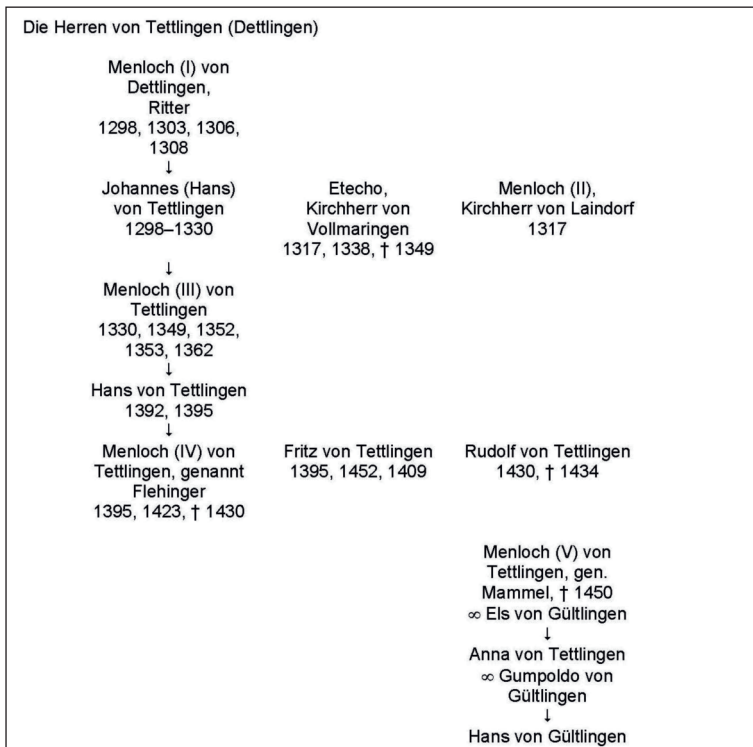 Die Herren von Tettlingen (Dettlingen)
Menloch (I) von
Dettlingen,
Ritter
1298, 1303, 1306,
1308
↓
Johannes (Hans)
von Tettlingen
1298–1330
Etecho,
Kirchherr von
Vollmaringen
1317, 1338, † 1349
Menloch (II),
Kirchherr von Laindorf
1317
↓
Menloch (III) von
Tettlingen
1330, 1349, 1352,
1353, 1362
↓
Hans von Tettlingen
1392, 1395
↓
Menloch (IV) von
Tettlingen, genannt
Flehinger
1395, 1423, † 1430
Fritz von Tettlingen
1395, 1452, 1409
Rudolf von Tettlingen
1430, † 1434
Menloch (V) von
Tettlingen, gen.
Mammel, † 1450
∞ Els von Gültlingen
↓
Anna von Tettlingen
∞ Gumpoldo von
Gültlingen
↓
Hans von Gültlingen